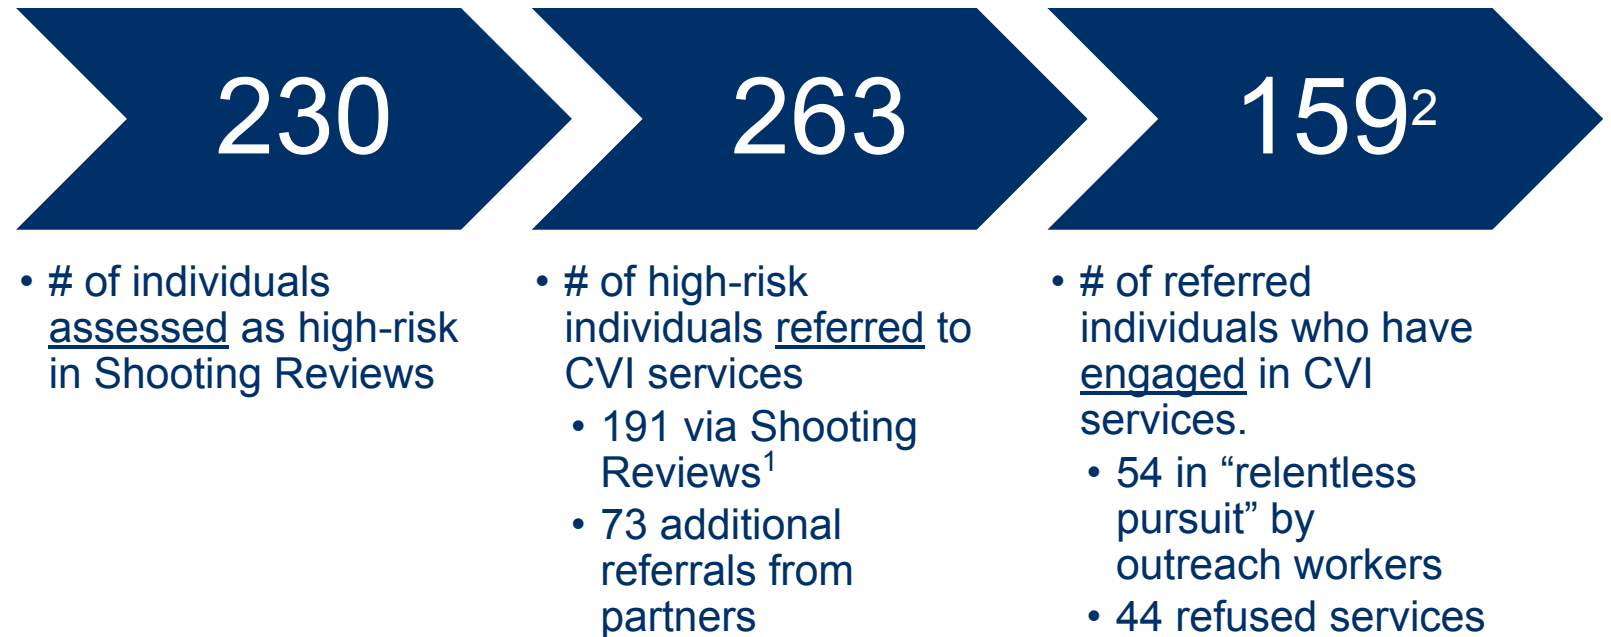 230
263
159²
• # of individuals
assessed as high-risk
in Shooting Reviews
• # of high-risk
individuals referred to
CVI services
• 191 via Shooting
Reviews¹
• 73 additional
referrals from
partners
• # of referred
individuals who have
engaged in CVI
services.
• 54 in “relentless
pursuit” by
outreach workers
• 44 refused services